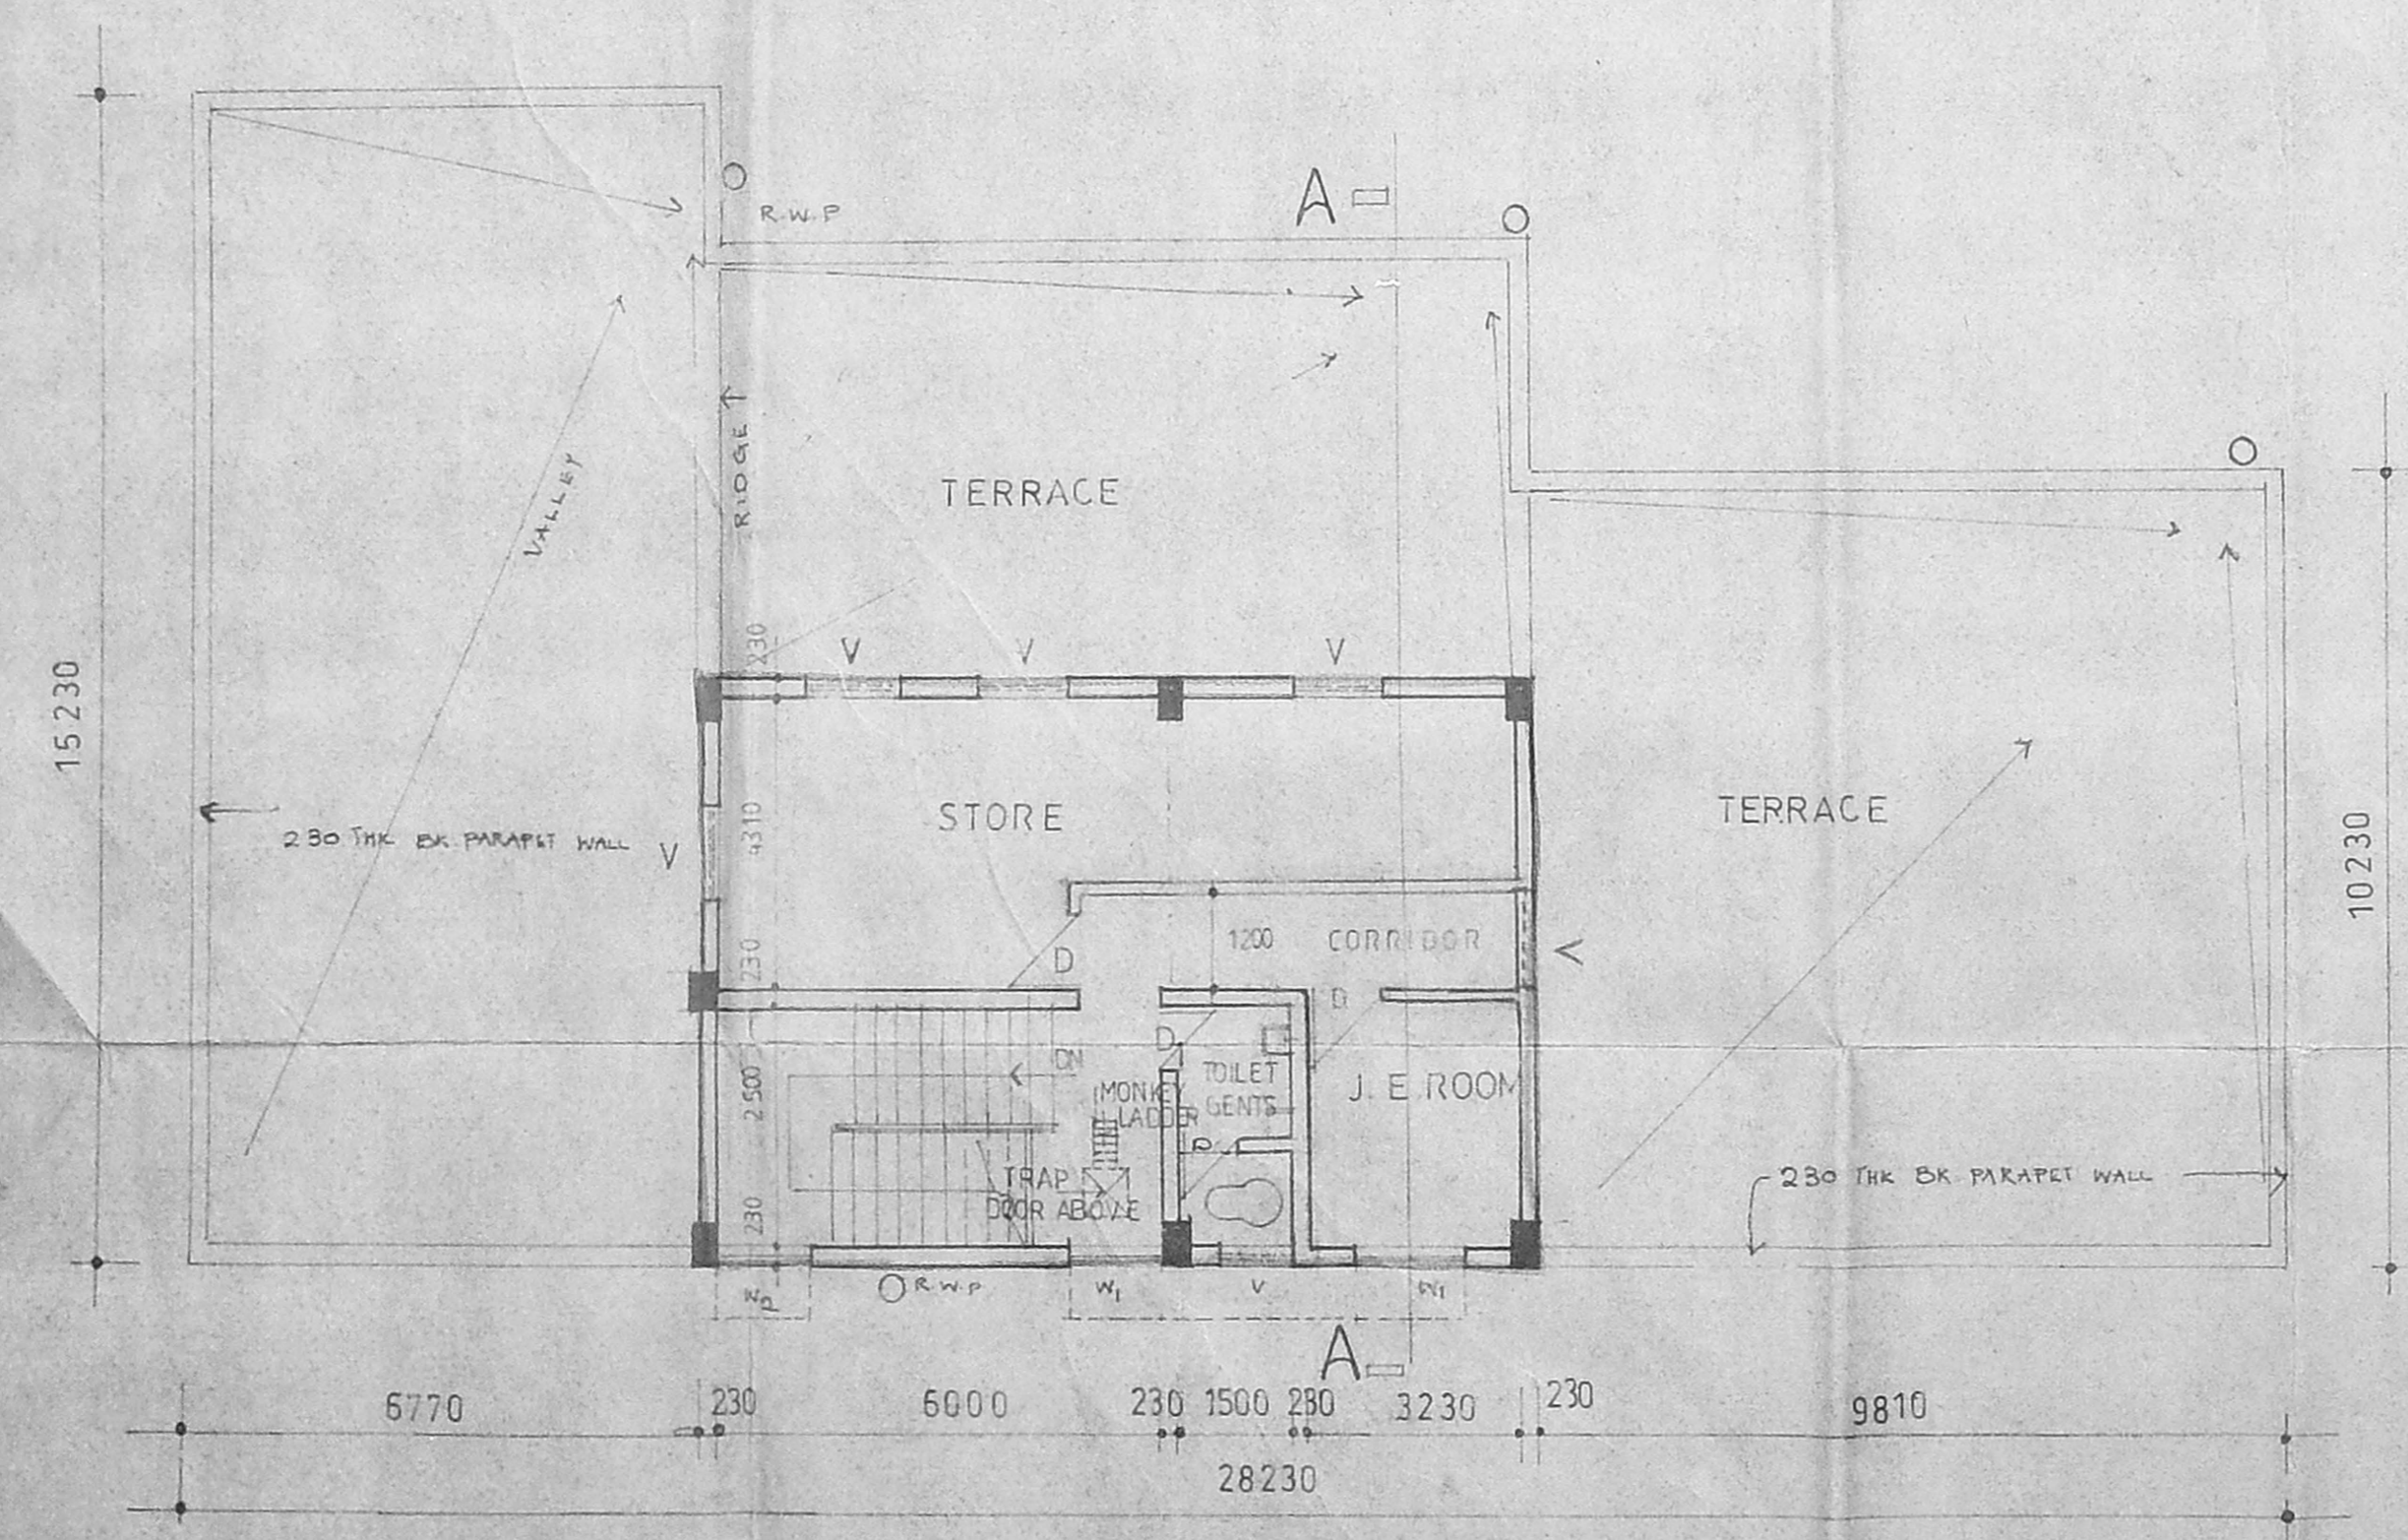 R.W.P
A
RIDGE
VALLEY
TERRACE
230
V
V
V
15230
STORE
4310
TERRACE
10230
230 THK BK PARAPET WALL
V
1200
CORRIDOR
V
230
D
D
D
DN
TOILET
GENTS
J. E. ROOM
MONKEY
LADDER
2500
D
TRAP
DOOR ABOVE
230 THK BK PARAPET WALL
230
R.W.P
W1
V
W1
A
6770
230
6000
230
1500
230
3230
230
9810
28230